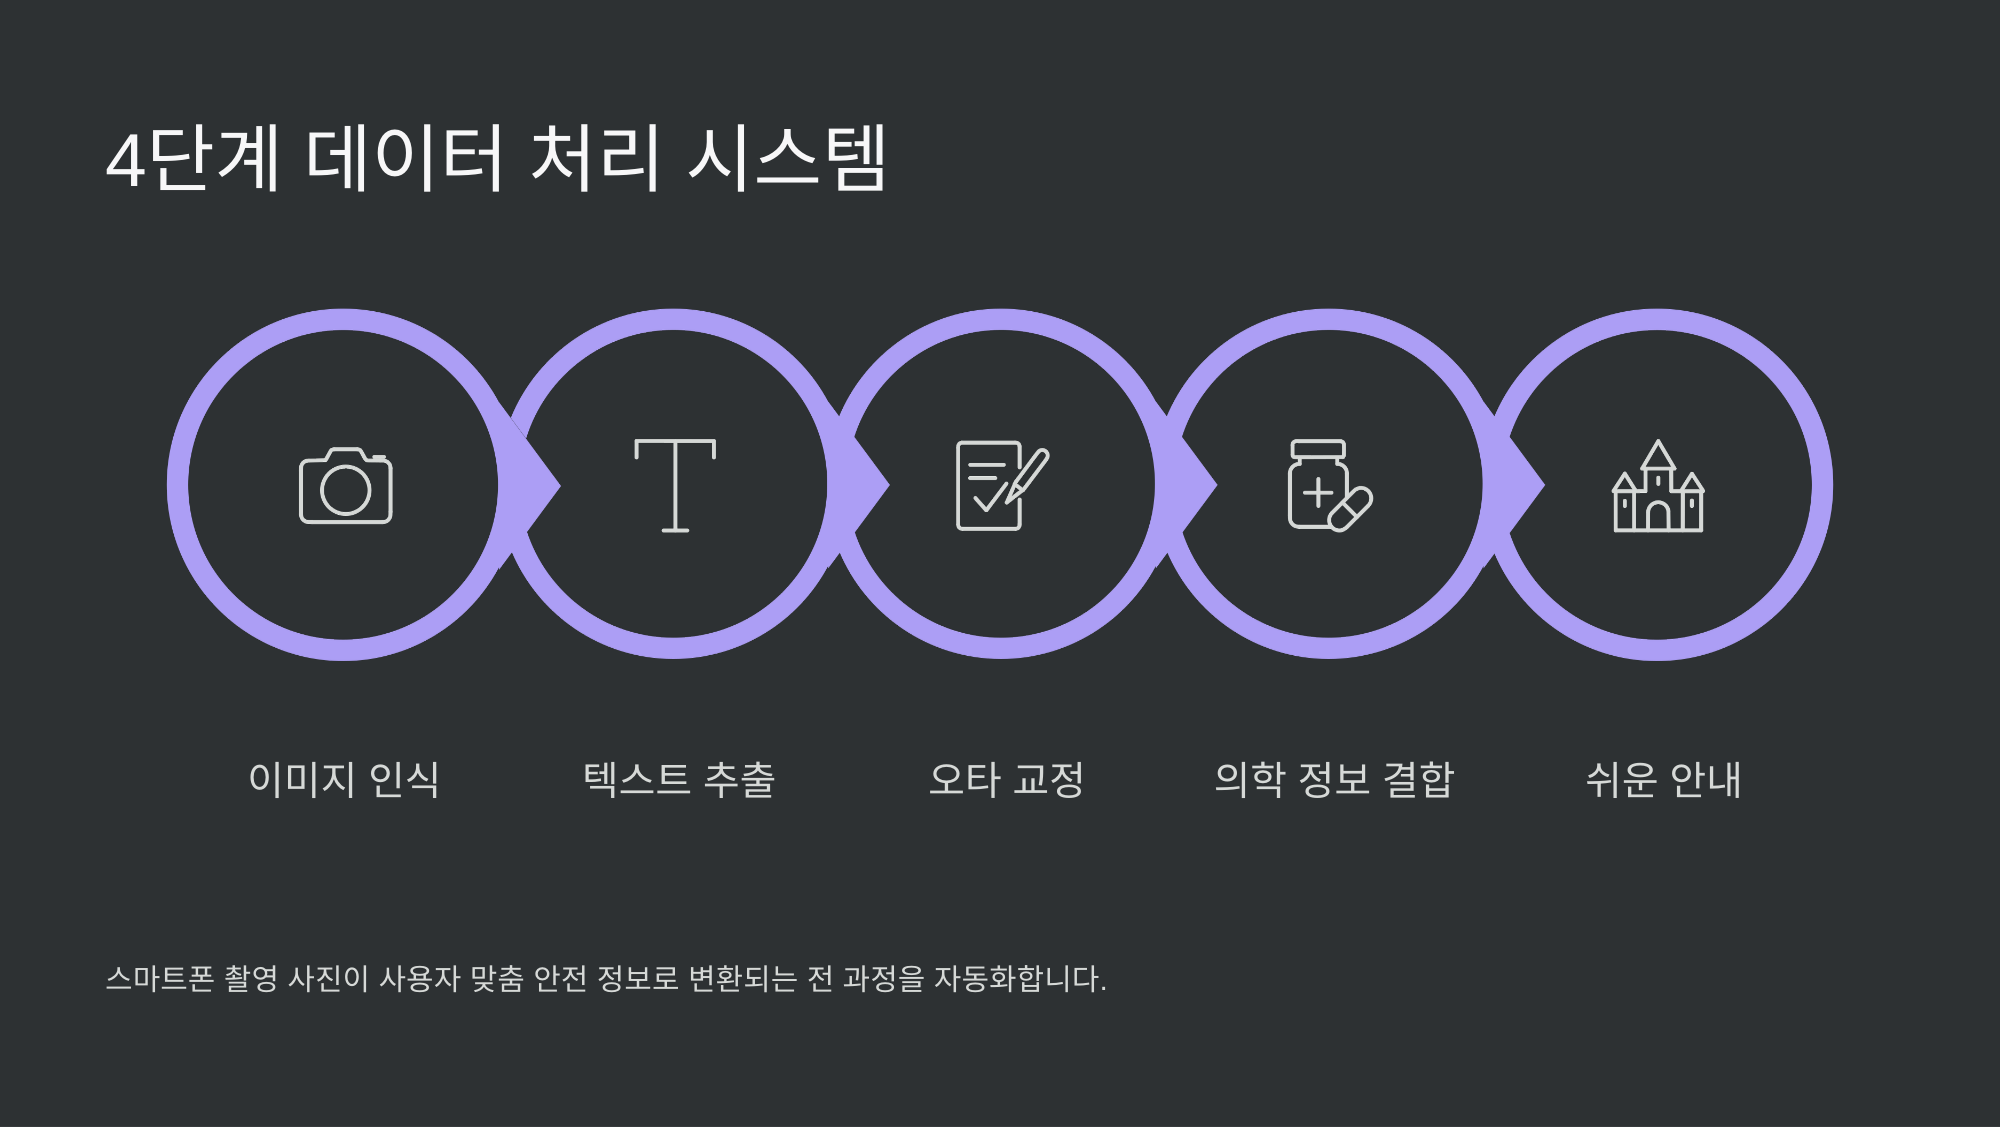 4단계 데이터 처리 시스템
이미지 인식
텍스트 추출
오타 교정
의학 정보 결합
쉬운 안내
스마트폰 촬영 사진이 사용자 맞춤 안전 정보로 변환되는 전 과정을 자동화합니다.